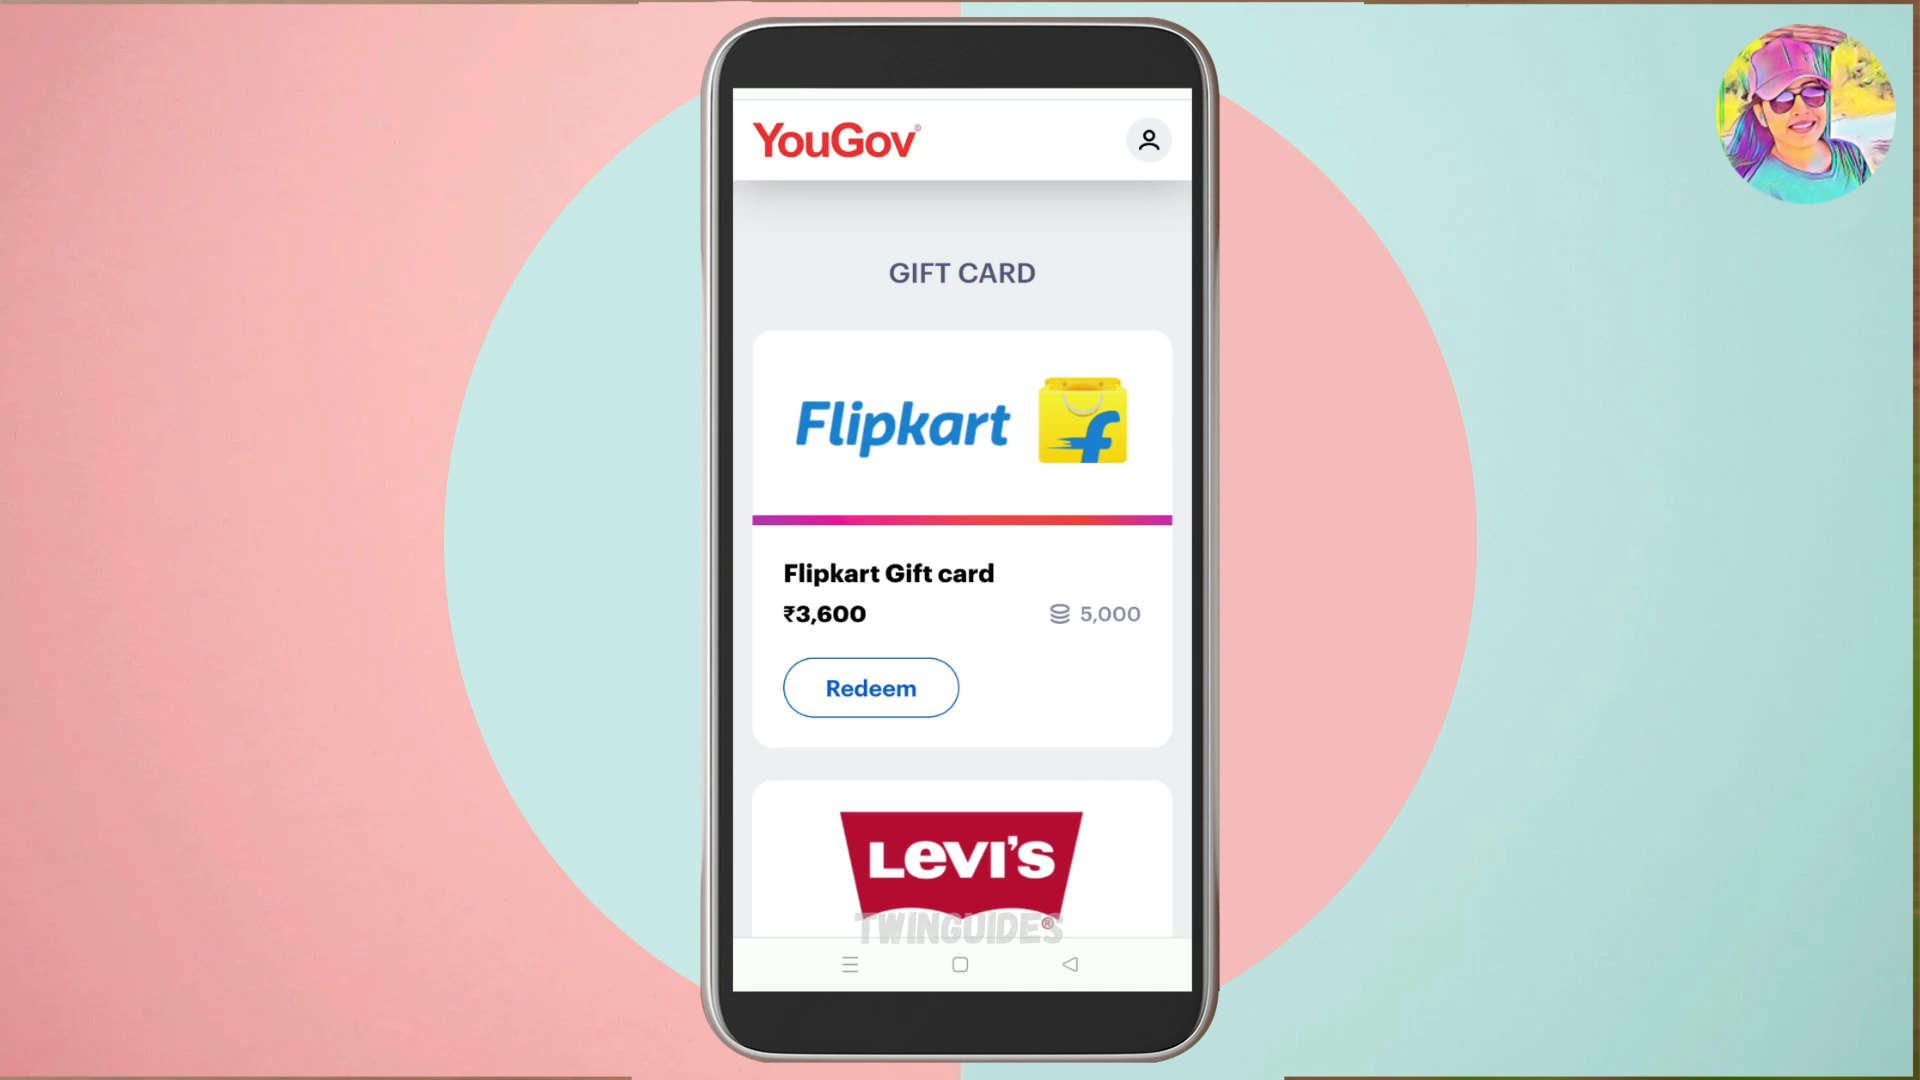 YouGov®
GIFT CARD
Flipkart
f
Flipkart Gift card
₹3,600
5,000
Redeem
LEVI'S
®
TWINGUIDES